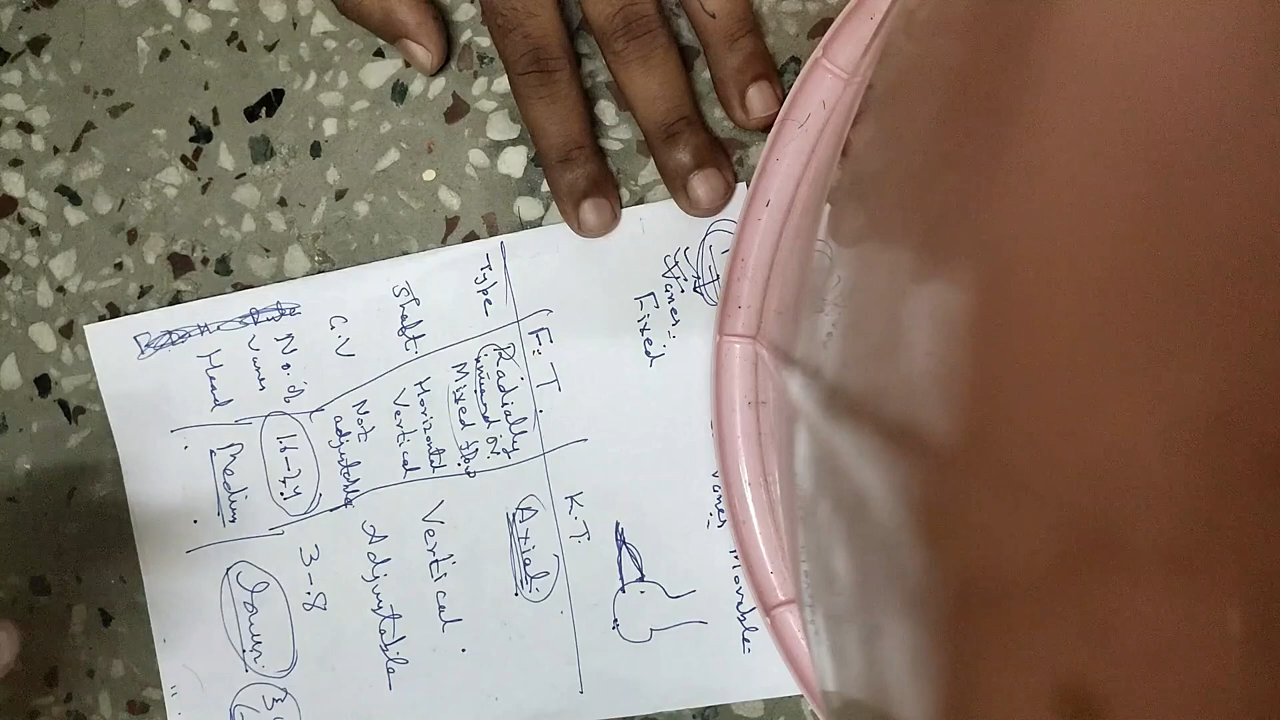 Vanes:-
Fixed
Vanes Movable
F.T. K.T.
Type Radially inward or Mixed flow Axial
Shaft Horizontal Vertical Vertical
G.V Not adjustable Adjustable
No. of Vanes 16-24 3-8
Head Medium